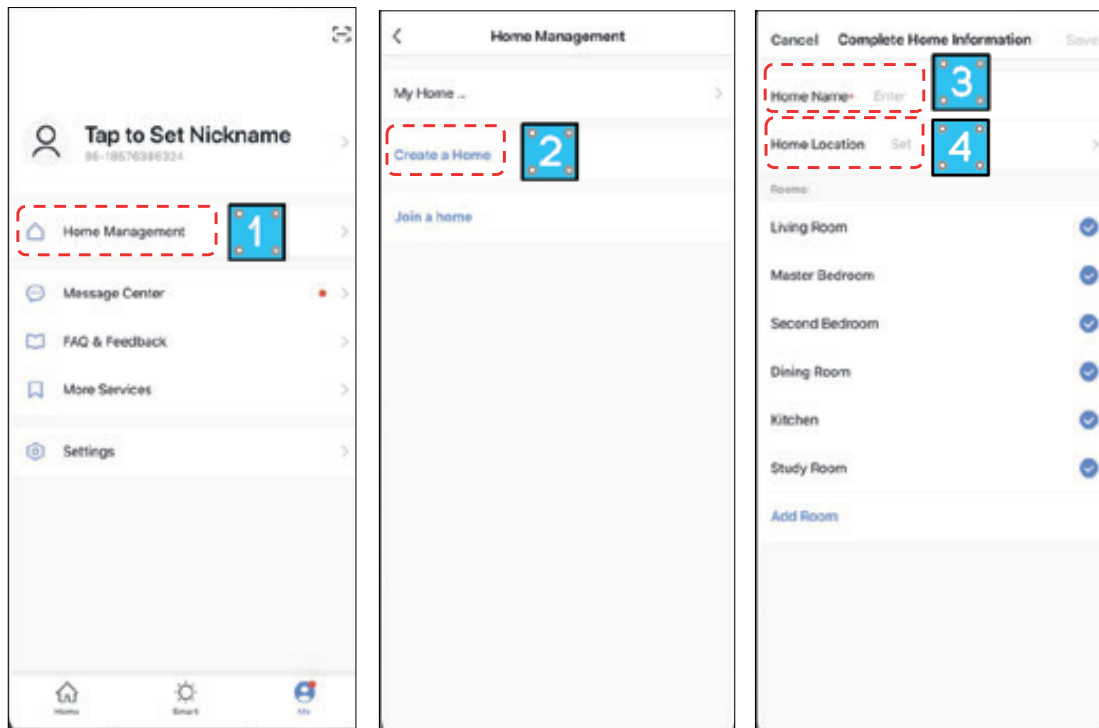 Tap to Set Nickname
86-18576386324
Home Management
1
Message Center
FAQ & Feedback
More Services
Settings
Home
Smart
Me
Home Management
My Home ..
Create a Home
2
Join a home
Cancel Complete Home Information Save
Home Name* Enter
3
Home Location Set
4
Rooms:
Living Room
Master Bedroom
Second Bedroom
Dining Room
Kitchen
Study Room
Add Room